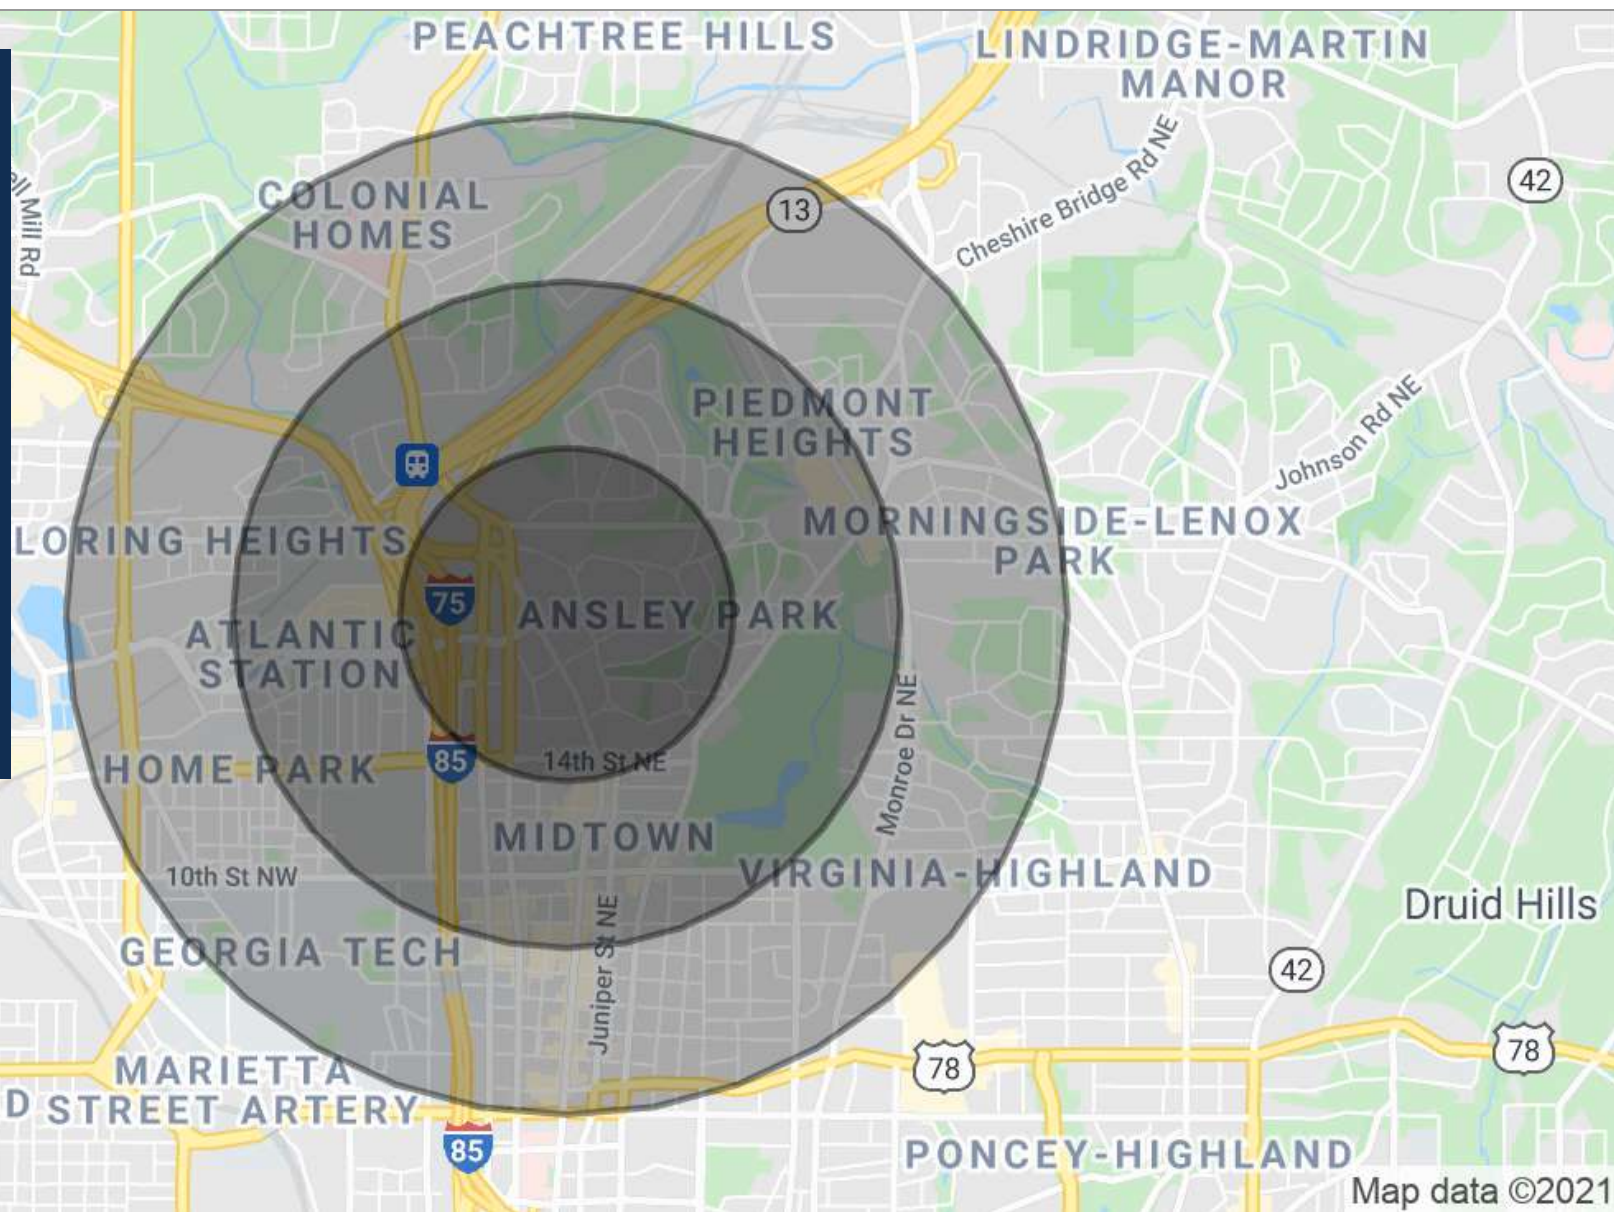 PEACHTREE HILLS
LINDRIDGE-MARTIN
MANOR
Cheshire Bridge Rd NE
42
ell Mill Rd
COLONIAL
HOMES
13
PIEDMONT
HEIGHTS
Johnson Rd NE
LORING HEIGHTS
MORNINGSIDE-LENOX
PARK
75
ANSLEY PARK
ATLANTIC
STATION
Monroe Dr NE
HOME PARK
85
14th St NE
MIDTOWN
10th St NW
VIRGINIA-HIGHLAND
Druid Hills
GEORGIA TECH
Juniper St NE
42
78
78
MARIETTA
D STREET ARTERY
85
PONCEY-HIGHLAND
Map data ©2021